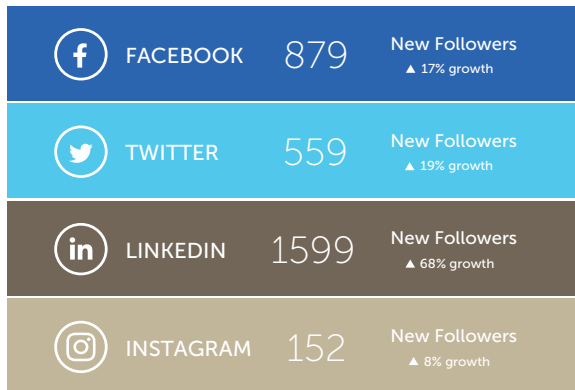 FACEBOOK 879 New Followers
▲ 17% growth
TWITTER 559 New Followers
▲ 19% growth
in LINKEDIN 1599 New Followers
▲ 68% growth
INSTAGRAM 152 New Followers
▲ 8% growth